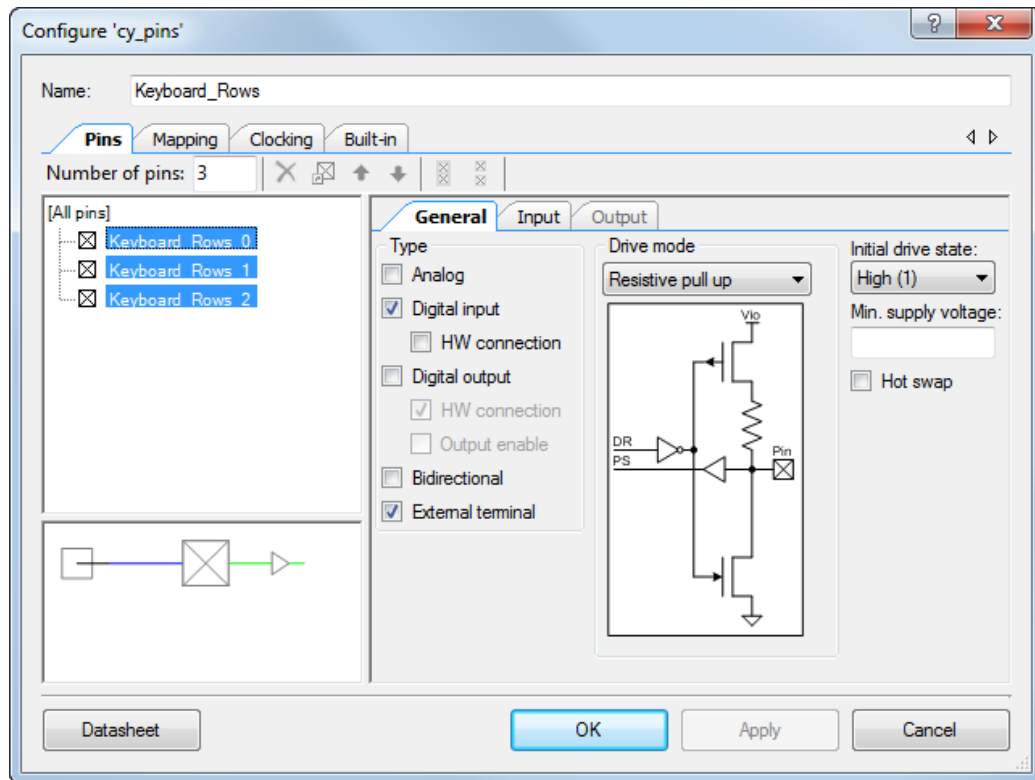 Configure 'cy_pins'
Name: Keyboard_Rows
Pins Mapping Clocking Built-in
Number of pins: 3
[All pins]
Keyboard_Rows_0
Keyboard_Rows_1
Keyboard_Rows_2
General Input Output
Type
Analog
Digital input
HW connection
Digital output
HW connection
Output enable
Bidirectional
External terminal
Drive mode
Resistive pull up
Vio
DR
PS
Pin
Initial drive state:
High (1)
Min. supply voltage:
Hot swap
Datasheet OK Apply Cancel